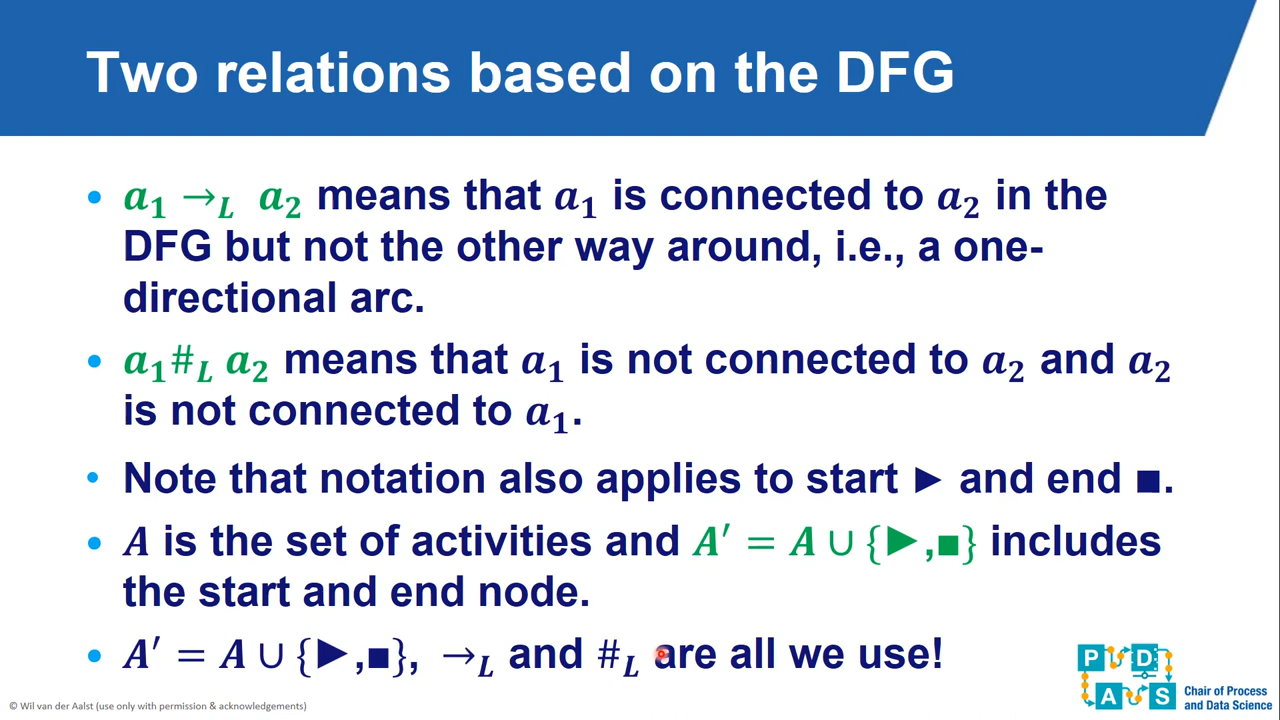 Two relations based on the DFG
• a₁ →_L a₂ means that a₁ is connected to a₂ in the
DFG but not the other way around, i.e., a one-
directional arc.
• a₁ #_L a₂ means that a₁ is not connected to a₂ and a₂
is not connected to a₁.
• Note that notation also applies to start ► and end ■.
• A is the set of activities and A′ = A ∪ {►,■} includes
the start and end node.
• A′ = A ∪ {►,■}, →_L and #_L are all we use!
P D
A S
Chair of Process
and Data Science
© Wil van der Aalst (use only with permission & acknowledgements)